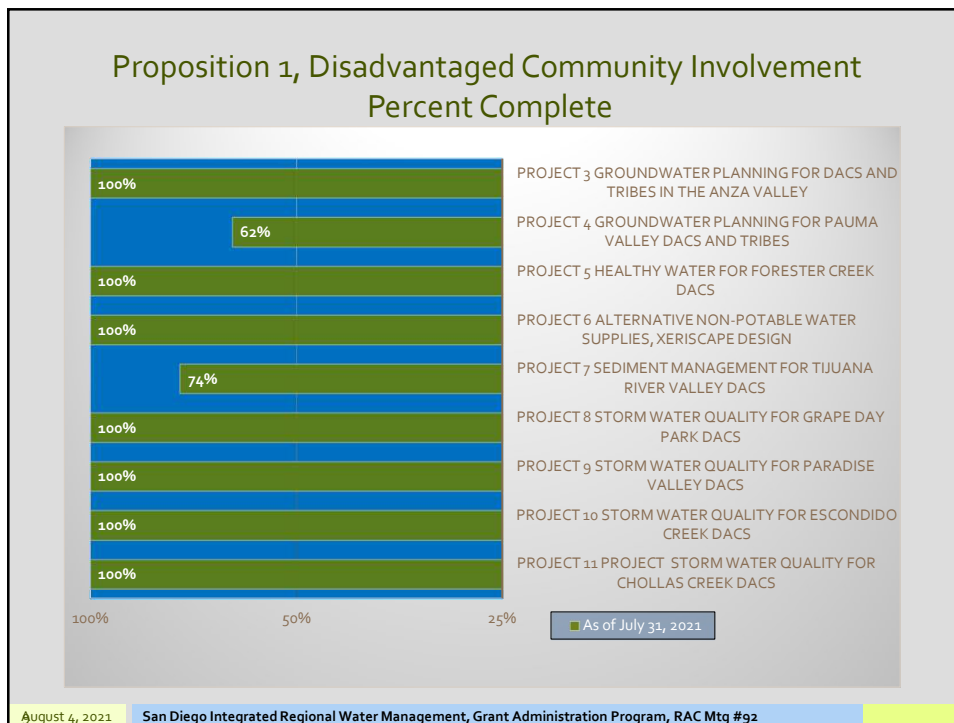 Proposition 1, Disadvantaged Community Involvement
Percent Complete
100%
PROJECT 3 GROUNDWATER PLANNING FOR DACS AND
TRIBES IN THE ANZA VALLEY
62%
PROJECT 4 GROUNDWATER PLANNING FOR PAUMA
VALLEY DACS AND TRIBES
100%
PROJECT 5 HEALTHY WATER FOR FORESTER CREEK
DACS
100%
PROJECT 6 ALTERNATIVE NON-POTABLE WATER
SUPPLIES, XERISCAPE DESIGN
74%
PROJECT 7 SEDIMENT MANAGEMENT FOR TIJUANA
RIVER VALLEY DACS
100%
PROJECT 8 STORM WATER QUALITY FOR GRAPE DAY
PARK DACS
100%
PROJECT 9 STORM WATER QUALITY FOR PARADISE
VALLEY DACS
100%
PROJECT 10 STORM WATER QUALITY FOR ESCONDIDO
CREEK DACS
100%
PROJECT 11 PROJECT STORM WATER QUALITY FOR
CHOLLAS CREEK DACS
100% 50% 25%
As of July 31, 2021
August 4, 2021
San Diego Integrated Regional Water Management, Grant Administration Program, RAC Mtg #92